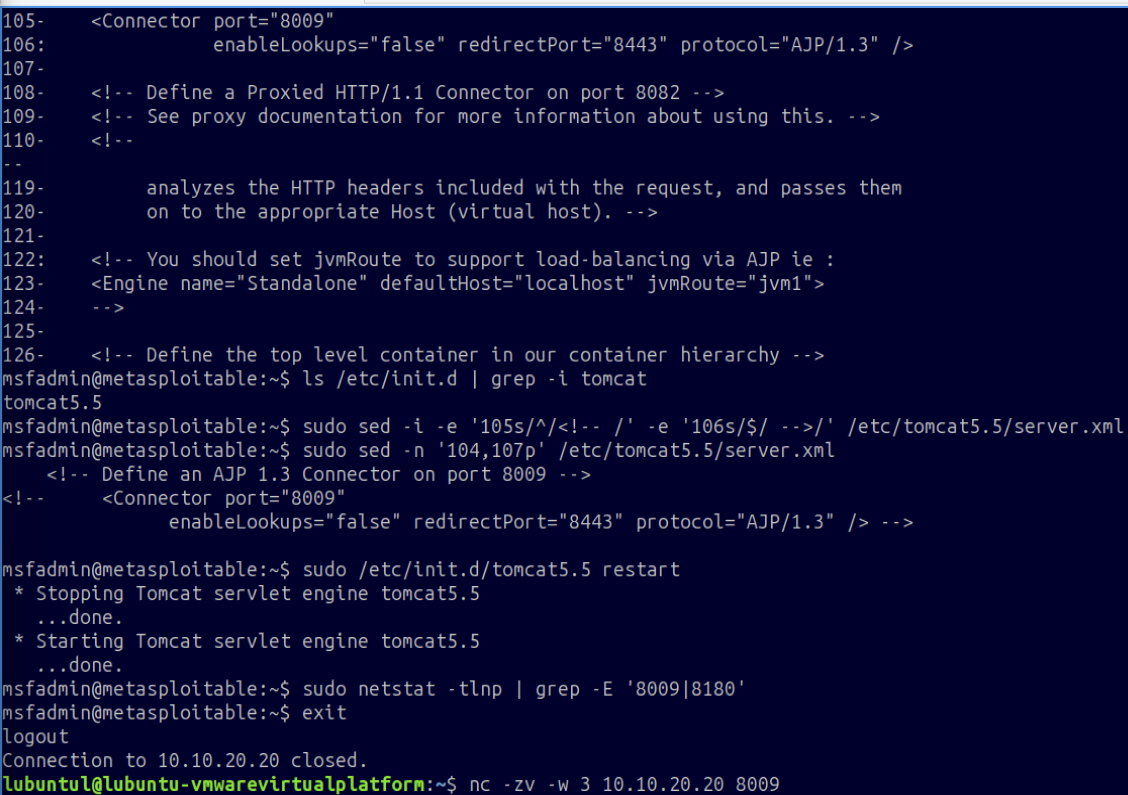 105-    <Connector port="8009"
106:               enableLookups="false" redirectPort="8443" protocol="AJP/1.3" />
107-
108-    <!-- Define a Proxied HTTP/1.1 Connector on port 8082 -->
109-    <!-- See proxy documentation for more information about using this. -->
110-    <!--
--
119-         analyzes the HTTP headers included with the request, and passes them
120-         on to the appropriate Host (virtual host). -->
121-
122:    <!-- You should set jvmRoute to support load-balancing via AJP ie :
123-    <Engine name="Standalone" defaultHost="localhost" jvmRoute="jvm1">
124-    -->
125-
126-    <!-- Define the top level container in our container hierarchy -->
msfadmin@metasploitable:~$ ls /etc/init.d | grep -i tomcat
tomcat5.5
msfadmin@metasploitable:~$ sudo sed -i -e '105s/^/<!-- /' -e '106s/$/ -->/' /etc/tomcat5.5/server.xml
msfadmin@metasploitable:~$ sudo sed -n '104,107p' /etc/tomcat5.5/server.xml
    <!-- Define an AJP 1.3 Connector on port 8009 -->
<!--     <Connector port="8009"
               enableLookups="false" redirectPort="8443" protocol="AJP/1.3" /> -->

msfadmin@metasploitable:~$ sudo /etc/init.d/tomcat5.5 restart
 * Stopping Tomcat servlet engine tomcat5.5
   ...done.
 * Starting Tomcat servlet engine tomcat5.5
   ...done.
msfadmin@metasploitable:~$ sudo netstat -tlnp | grep -E '8009|8180'
msfadmin@metasploitable:~$ exit
logout
Connection to 10.10.20.20 closed.
lubuntul@lubuntu-vmwarevirtualplatform:~$ nc -zv -w 3 10.10.20.20 8009